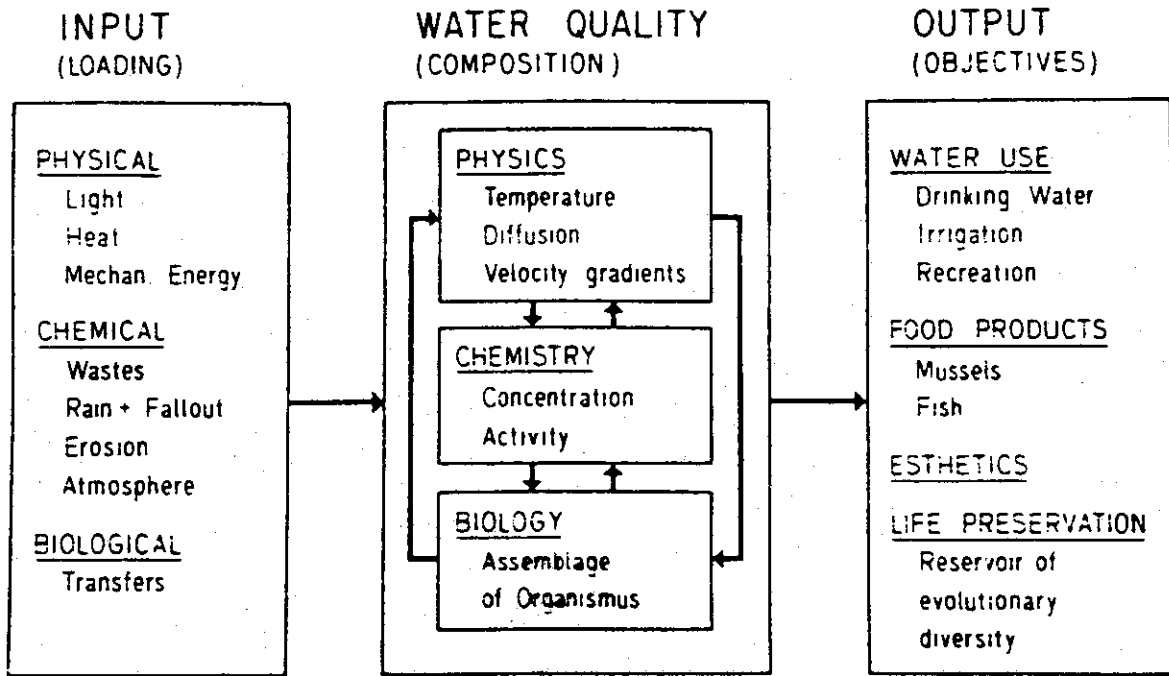 INPUT
(LOADING)
PHYSICAL
Light
Heat
Mechan. Energy
CHEMICAL
Wastes
Rain + Fallout
Erosion
Atmosphere
BIOLOGICAL
Transfers
WATER QUALITY
(COMPOSITION)
PHYSICS
Temperature
Diffusion
Velocity gradients
CHEMISTRY
Concentration
Activity
BIOLOGY
Assemblage
of Organismus
OUTPUT
(OBJECTIVES)
WATER USE
Drinking Water
Irrigation
Recreation
FOOD PRODUCTS
Mussels
Fish
ESTHETICS
LIFE PRESERVATION
Reservoir of
evolutionary
diversity